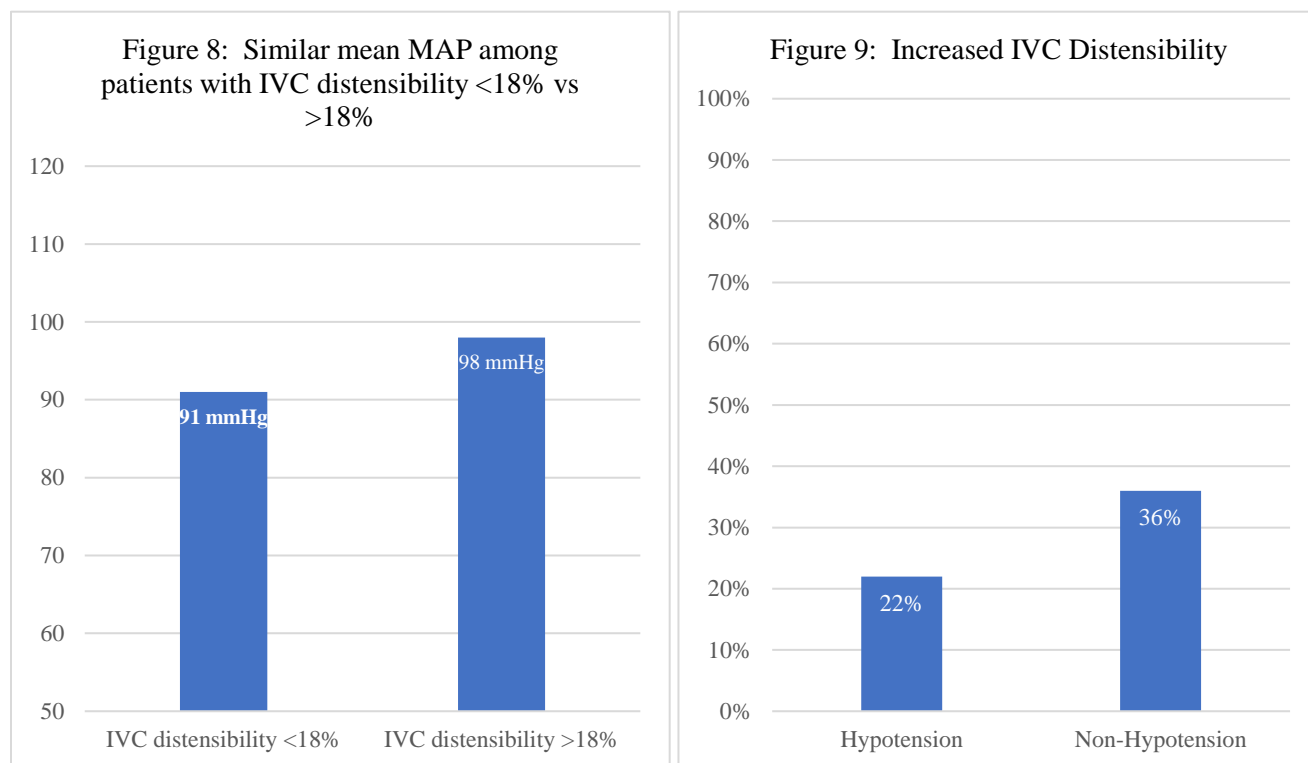 Figure 8:  Similar mean MAP among
patients with IVC distensibility <18% vs
>18%
120
110
100
90
80
70
60
50
91 mmHg
98 mmHg
IVC distensibility <18%
IVC distensibility >18%
Figure 9:  Increased IVC Distensibility
100%
90%
80%
70%
60%
50%
40%
30%
20%
10%
0%
22%
36%
Hypotension
Non-Hypotension